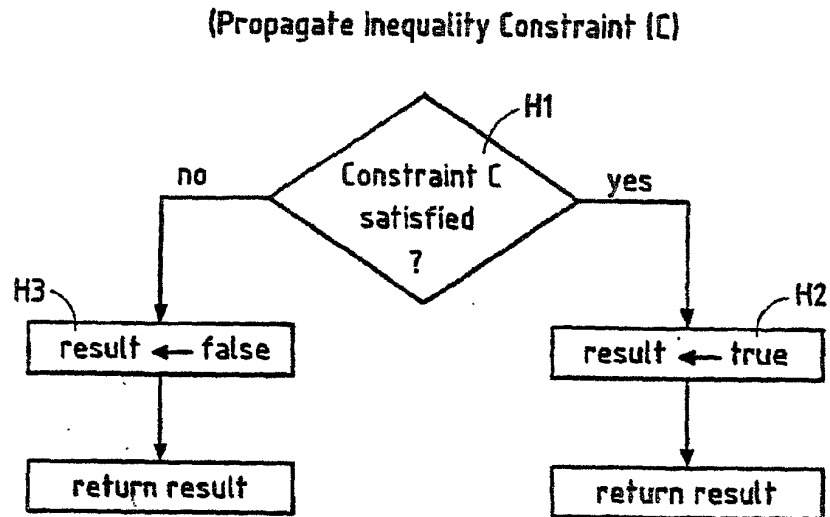 (Propagate Inequality Constraint (C)
H1
Constraint C
satisfied
?
no
yes
H3
H2
result ← false
result ← true
return result
return result